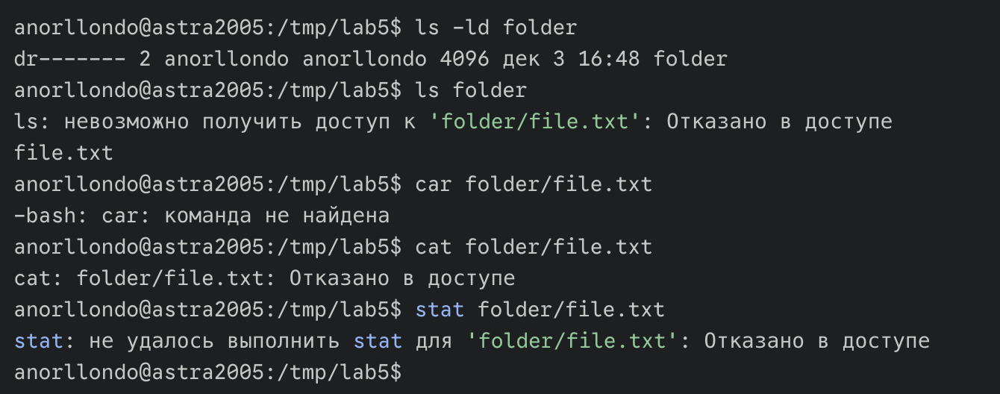 anorllondo@astra2005:/tmp/lab5$ ls -ld folder
dr-------- 2 anorllondo anorllondo 4096 дек 3 16:48 folder
anorllondo@astra2005:/tmp/lab5$ ls folder
ls: невозможно получить доступ к 'folder/file.txt': Отказано в доступе
file.txt
anorllondo@astra2005:/tmp/lab5$ car folder/file.txt
-bash: car: команда не найдена
anorllondo@astra2005:/tmp/lab5$ cat folder/file.txt
cat: folder/file.txt: Отказано в доступе
anorllondo@astra2005:/tmp/lab5$ stat folder/file.txt
stat: не удалось выполнить stat для 'folder/file.txt': Отказано в доступе
anorllondo@astra2005:/tmp/lab5$